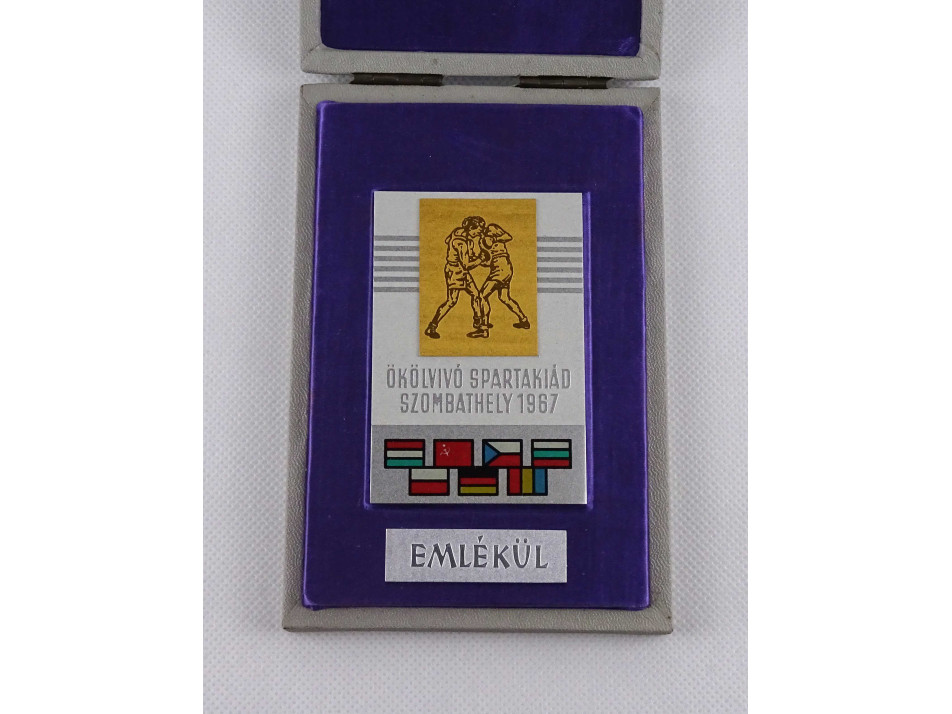 ÖKÖLVIVÓ SPARTAKIÁD
SZOMBATHELY 1967
EMLÉKÜL